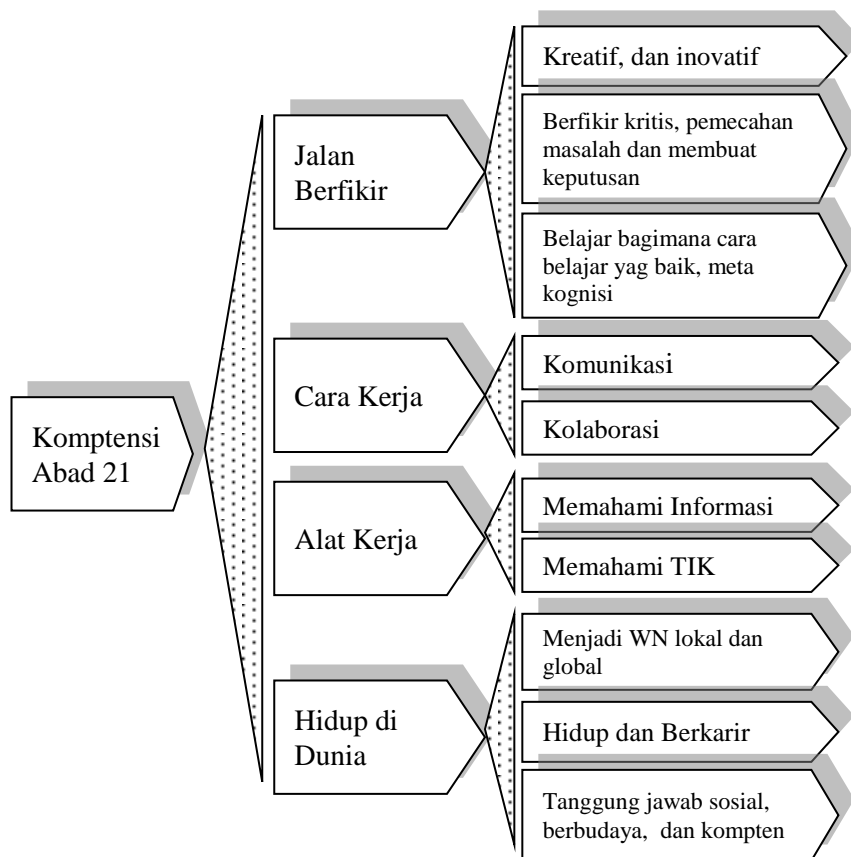 Komptensi
Abad 21
Jalan
Berfikir
Kreatif, dan inovatif
Berfikir kritis, pemecahan
masalah dan membuat
keputusan
Belajar bagimana cara
belajar yag baik, meta
kognisi
Cara Kerja
Komunikasi
Kolaborasi
Alat Kerja
Memahami Informasi
Memahami TIK
Hidup di
Dunia
Menjadi WN lokal dan
global
Hidup dan Berkarir
Tanggung jawab sosial,
berbudaya,  dan kompten